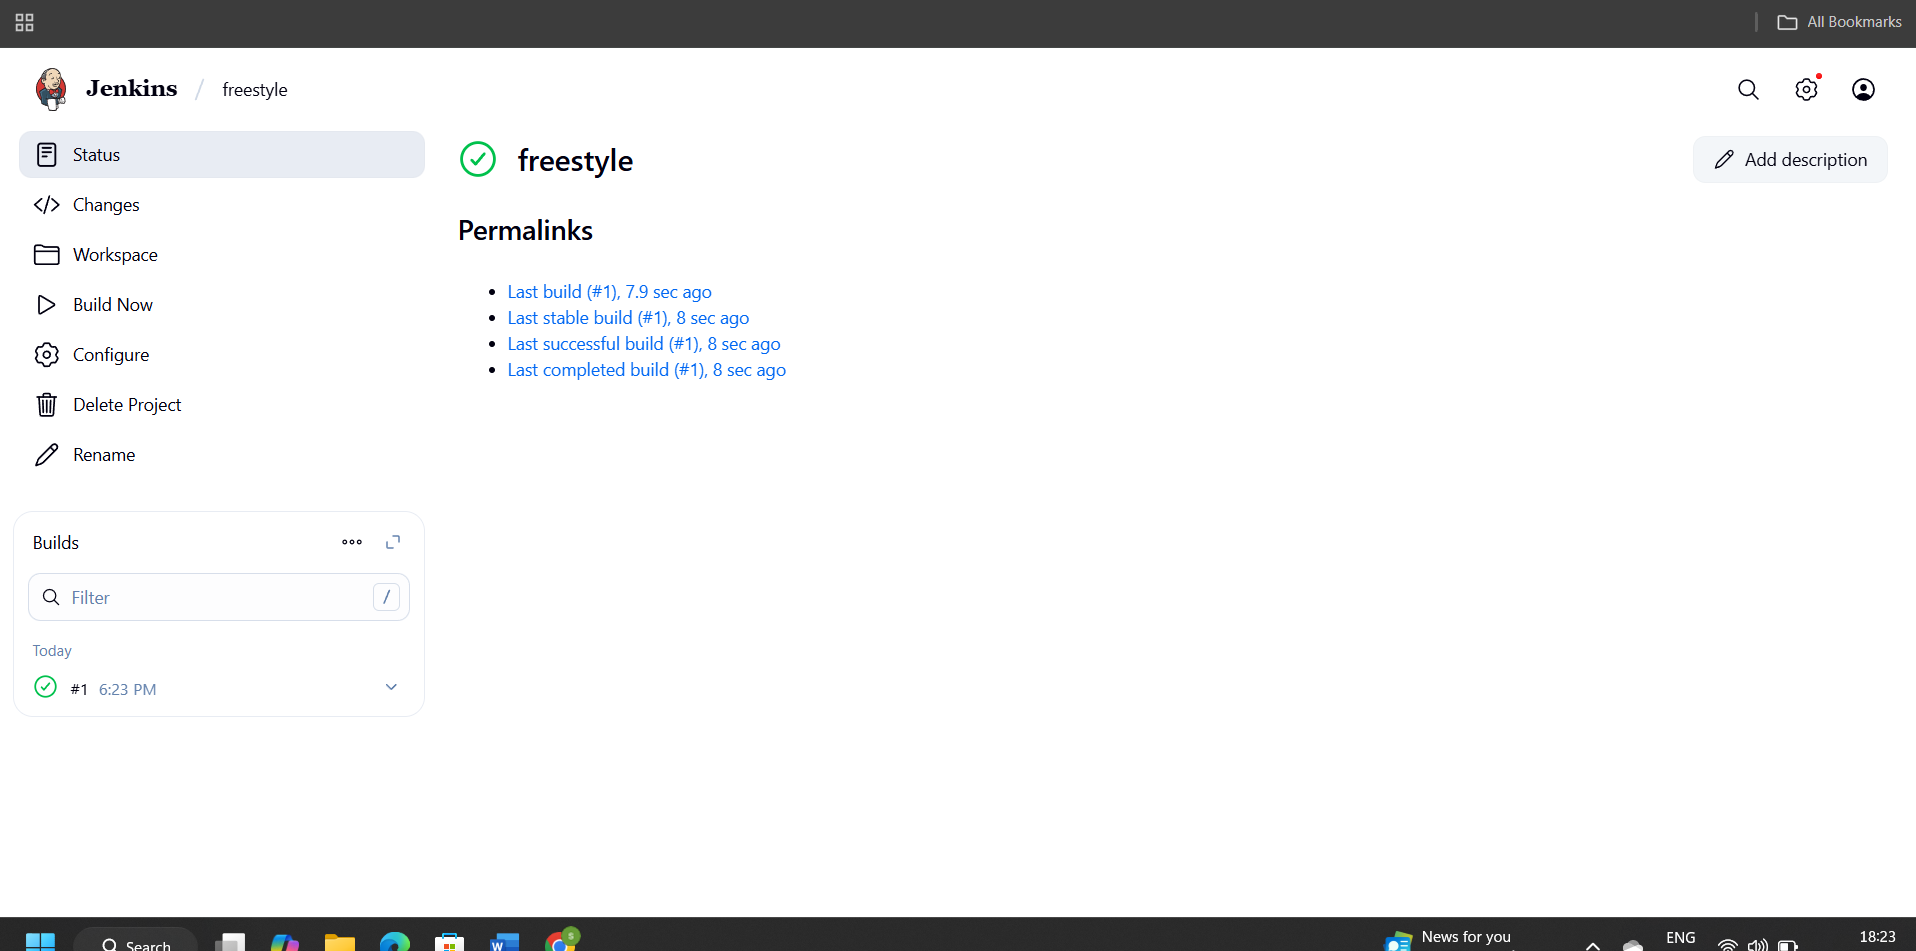 All Bookmarks
Jenkins / freestyle
Status
Changes
Workspace
Build Now
Configure
Delete Project
Rename
Builds
Filter /
Today
#1 6:23 PM
freestyle
Add description
Permalinks
Last build (#1), 7.9 sec ago
Last stable build (#1), 8 sec ago
Last successful build (#1), 8 sec ago
Last completed build (#1), 8 sec ago
Search
W
S
News for you
ENG
18:23